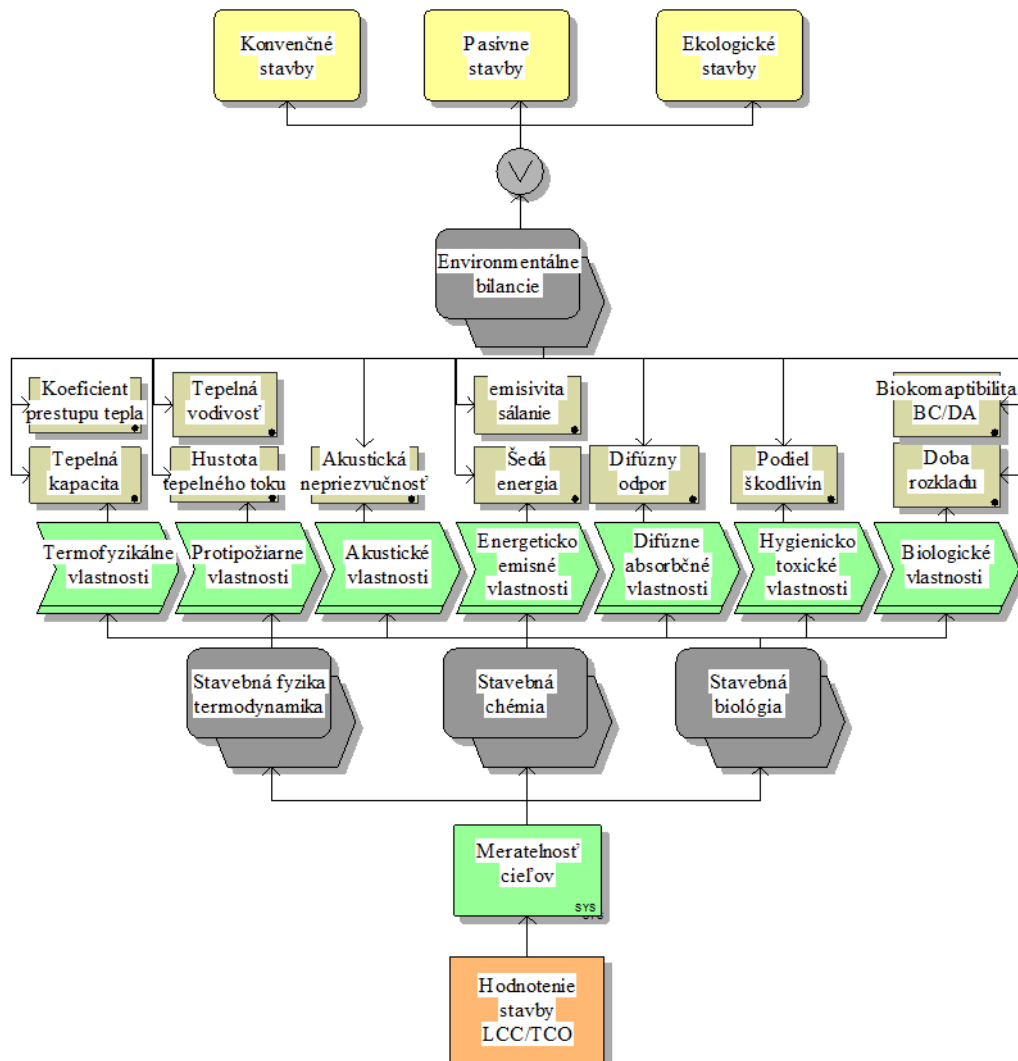 Konvenčné
stavby
Pasívne
stavby
Ekologické
stavby
Environmentálne
bilancie
Koeficient
prestupu tepla
Tepelná
vodivosť
emisivita
sálanie
Biokomaptibilita
BC/DA
Tepelná
kapacita
Hustota
tepelného toku
Akustická
nepriezvučnosť
Šedá
energia
Difúzny
odpor
Podiel
škodlivín
Doba
rozkladu
Termofyzikálne
vlastnosti
Protipožiarne
vlastnosti
Akustické
vlastnosti
Energeticko
emisné
vlastnosti
Difúzne
absorbčné
vlastnosti
Hygienicko
toxické
vlastnosti
Biologické
vlastnosti
Stavebná fyzika
termodynamika
Stavebná
chémia
Stavebná
biológia
Meratelnosť
cieľov
SYS
Hodnotenie
stavby
LCC/TCO